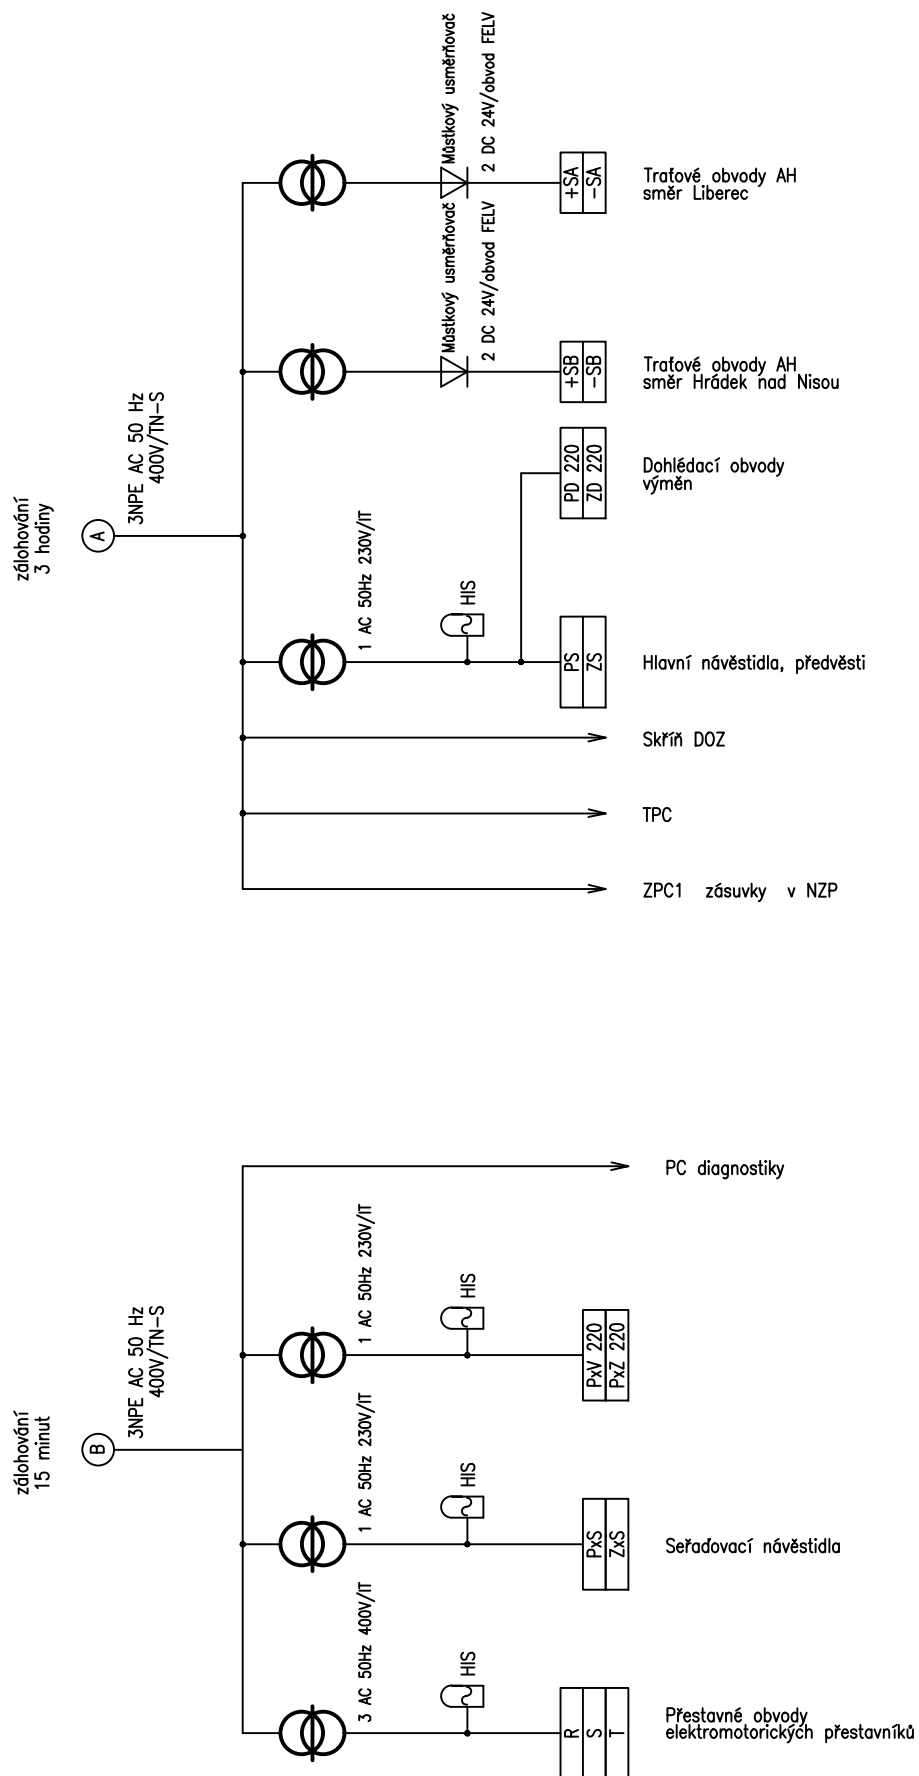 Můstkový usměrňovač
2 DC 24V/obvod FELV
+SA
-SA
Traťové obvody AH
směr Liberec
Můstkový usměrňovač
2 DC 24V/obvod FELV
+SB
-SB
Traťové obvody AH
směr Hrádek nad Nisou
zálohování
3 hodiny
A
3NPE AC 50 Hz
400V/TN-S
PD 220
ZD 220
Dohlédací obvody
výměn
1 AC 50Hz 230V/IT
HIS
PS
ZS
Hlavní návěstidla, předvěsti
Skříň DOZ
TPC
ZPC1 zásuvky v NZP
PC diagnostiky
zálohování
15 minut
B
3NPE AC 50 Hz
400V/TN-S
1 AC 50Hz 230V/IT
HIS
PxV 220
PxZ 220
1 AC 50Hz 230V/IT
HIS
PxS
ZxS
Seřaďovací návěstidla
3 AC 50Hz 400V/IT
HIS
R
S
T
Přestavné obvody
elektromotorických přestavníků